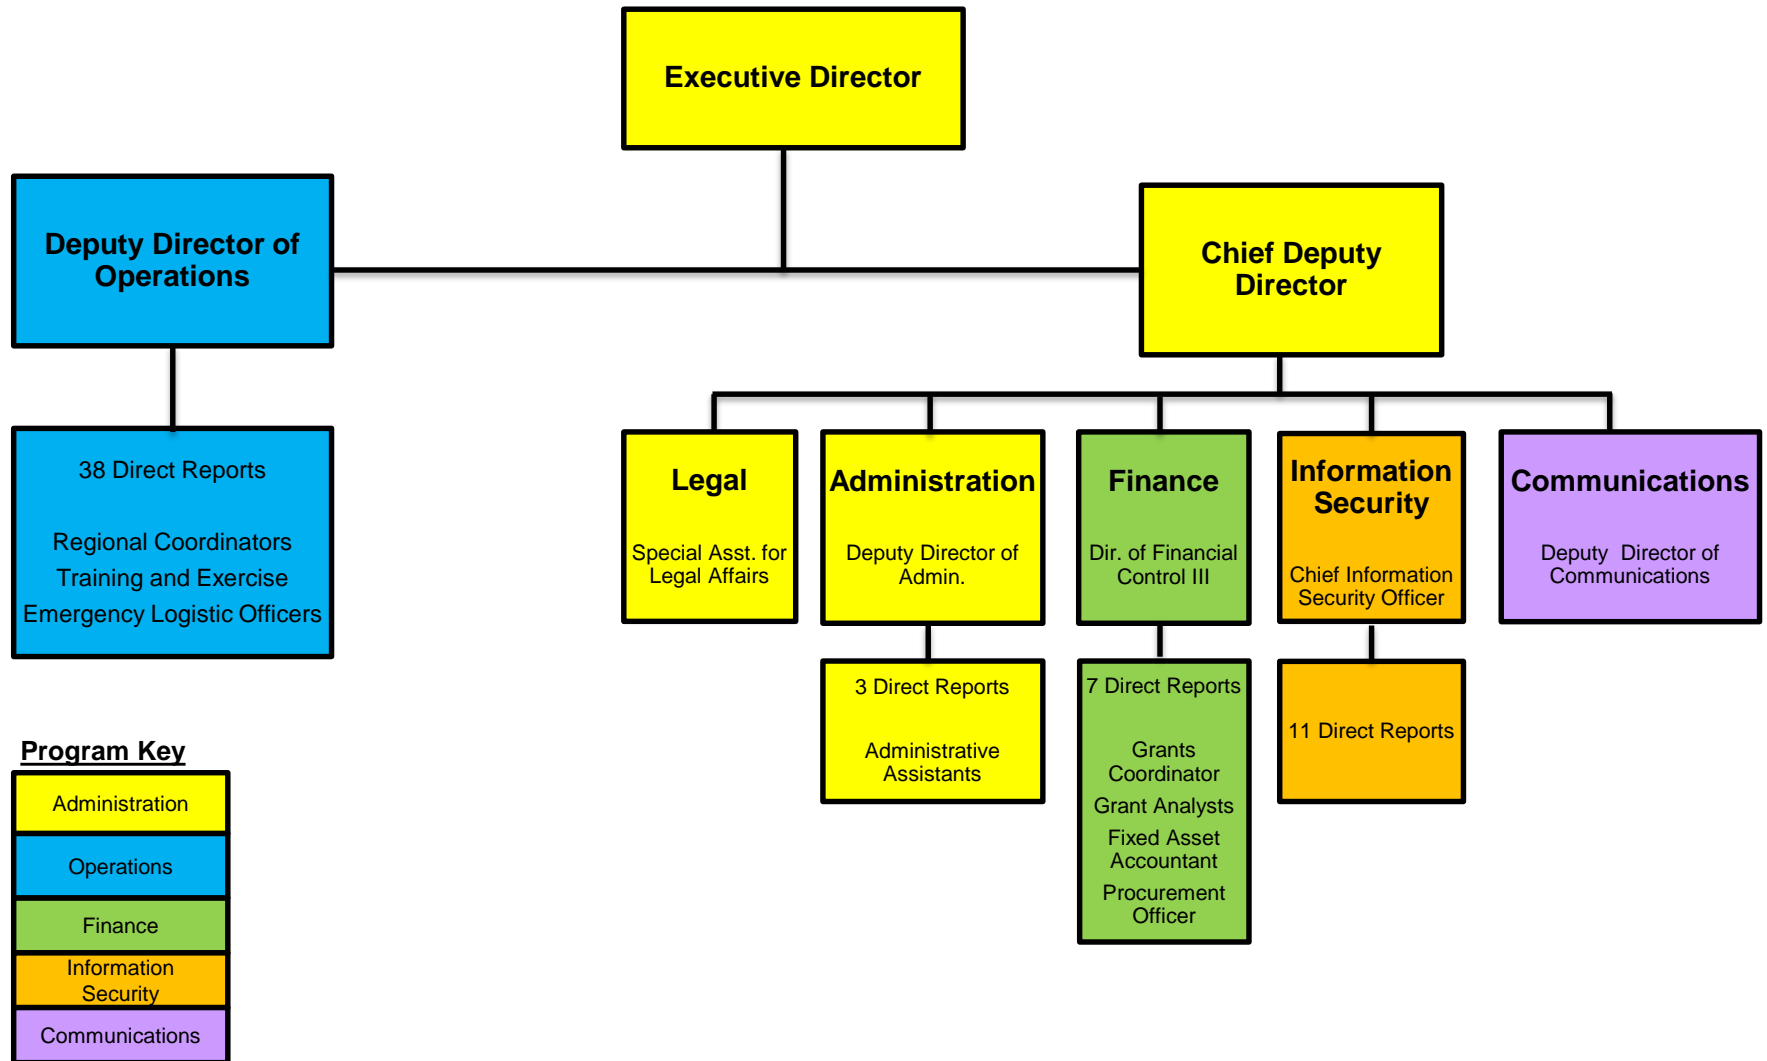 Executive Director
Deputy Director of
Operations
Chief Deputy
Director
38 Direct Reports
Regional Coordinators
Training and Exercise
Emergency Logistic Officers
Legal
Special Asst. for
Legal Affairs
Administration
Deputy Director of
Admin.
Finance
Dir. of Financial
Control III
Information
Security
Chief Information
Security Officer
Communications
Deputy Director of
Communications
3 Direct Reports
Administrative
Assistants
7 Direct Reports
Grants
Coordinator
Grant Analysts
Fixed Asset
Accountant
Procurement
Officer
11 Direct Reports
Program Key
Administration
Operations
Finance
Information
Security
Communications